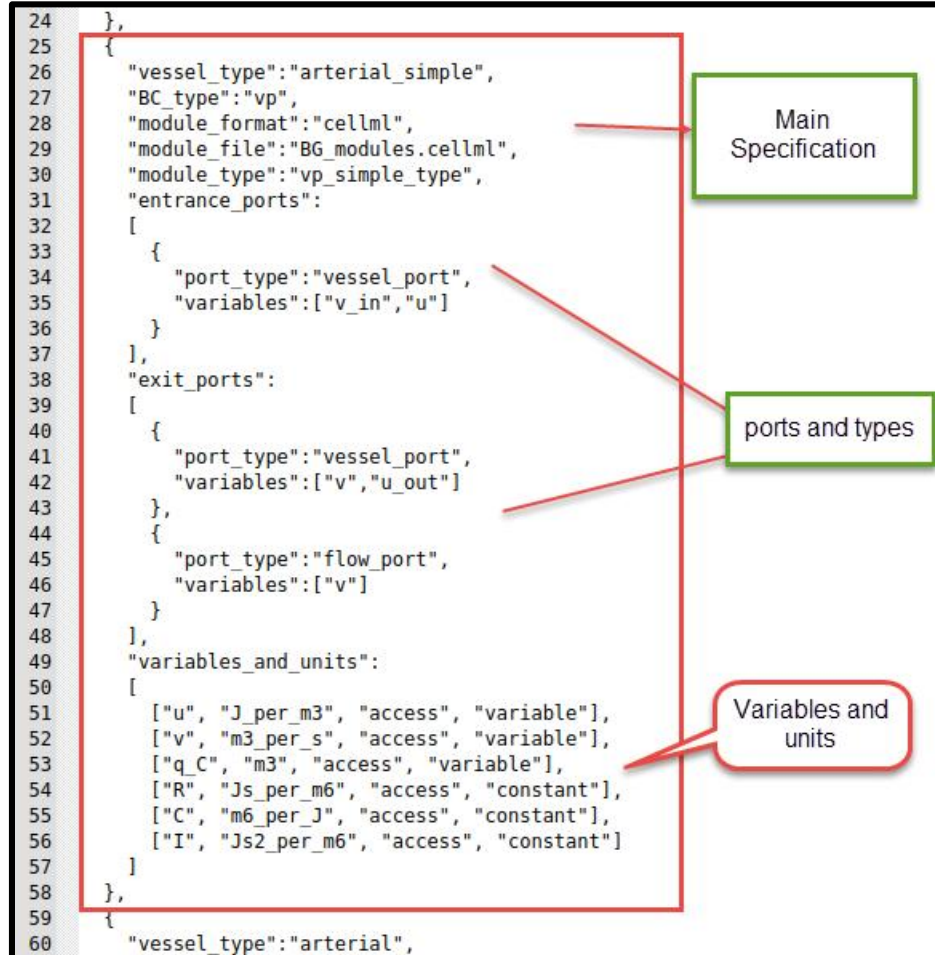 24 },
25 {
26 "vessel_type":"arterial_simple",
27 "BC_type":"vp",
28 "module_format":"cellml",
29 "module_file":"BG_modules.cellml",
30 "module_type":"vp_simple_type",
31 "entrance_ports":
32 [
33 {
34 "port_type":"vessel_port",
35 "variables":["v_in","u"]
36 }
37 ],
38 "exit_ports":
39 [
40 {
41 "port_type":"vessel_port",
42 "variables":["v","u_out"]
43 },
44 {
45 "port_type":"flow_port",
46 "variables":["v"]
47 }
48 ],
49 "variables_and_units":
50 [
51 ["u", "J_per_m3", "access", "variable"],
52 ["v", "m3_per_s", "access", "variable"],
53 ["q_C", "m3", "access", "variable"],
54 ["R", "Js_per_m6", "access", "constant"],
55 ["C", "m6_per_J", "access", "constant"],
56 ["I", "Js2_per_m6", "access", "constant"]
57 ]
58 },
59 {
60 "vessel_type":"arterial",
Main
Specification
ports and types
Variables and
units